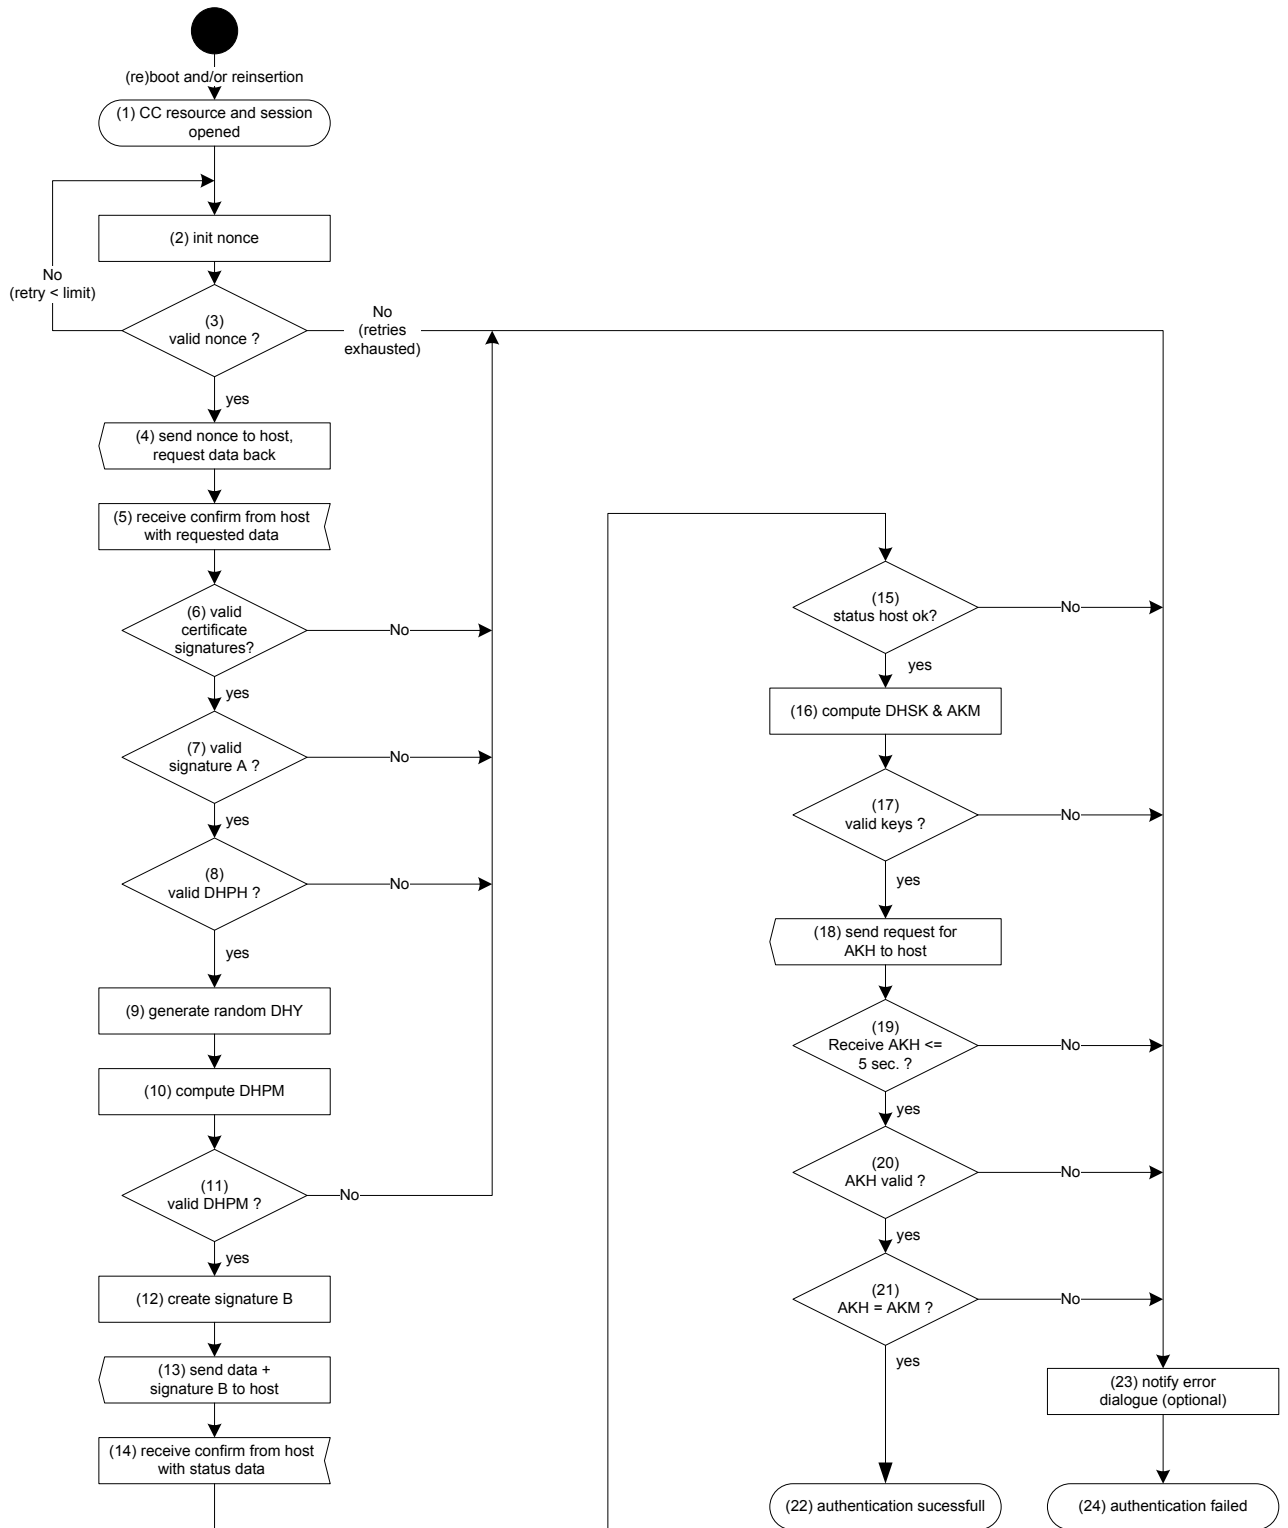 (re)boot and/or reinsertion
(1) CC resource and session
opened
(2) init nonce
No
(retry < limit)
(3)
valid nonce ?
No
(retries
exhausted)
yes
(4) send nonce to host,
request data back
(5) receive confirm from host
with requested data
(6) valid
certificate
signatures?
No
yes
(7) valid
signature A ?
No
yes
(8)
valid DHPH ?
No
yes
(9) generate random DHY
(10) compute DHPM
(11)
valid DHPM ?
No
yes
(12) create signature B
(13) send data +
signature B to host
(14) receive confirm from host
with status data
(15)
status host ok?
No
yes
(16) compute DHSK & AKM
(17)
valid keys ?
No
yes
(18) send request for
AKH to host
(19)
Receive AKH <=
5 sec. ?
No
yes
(20)
AKH valid ?
No
yes
(21)
AKH = AKM ?
No
yes
(22) authentication sucessfull
(23) notify error
dialogue (optional)
(24) authentication failed